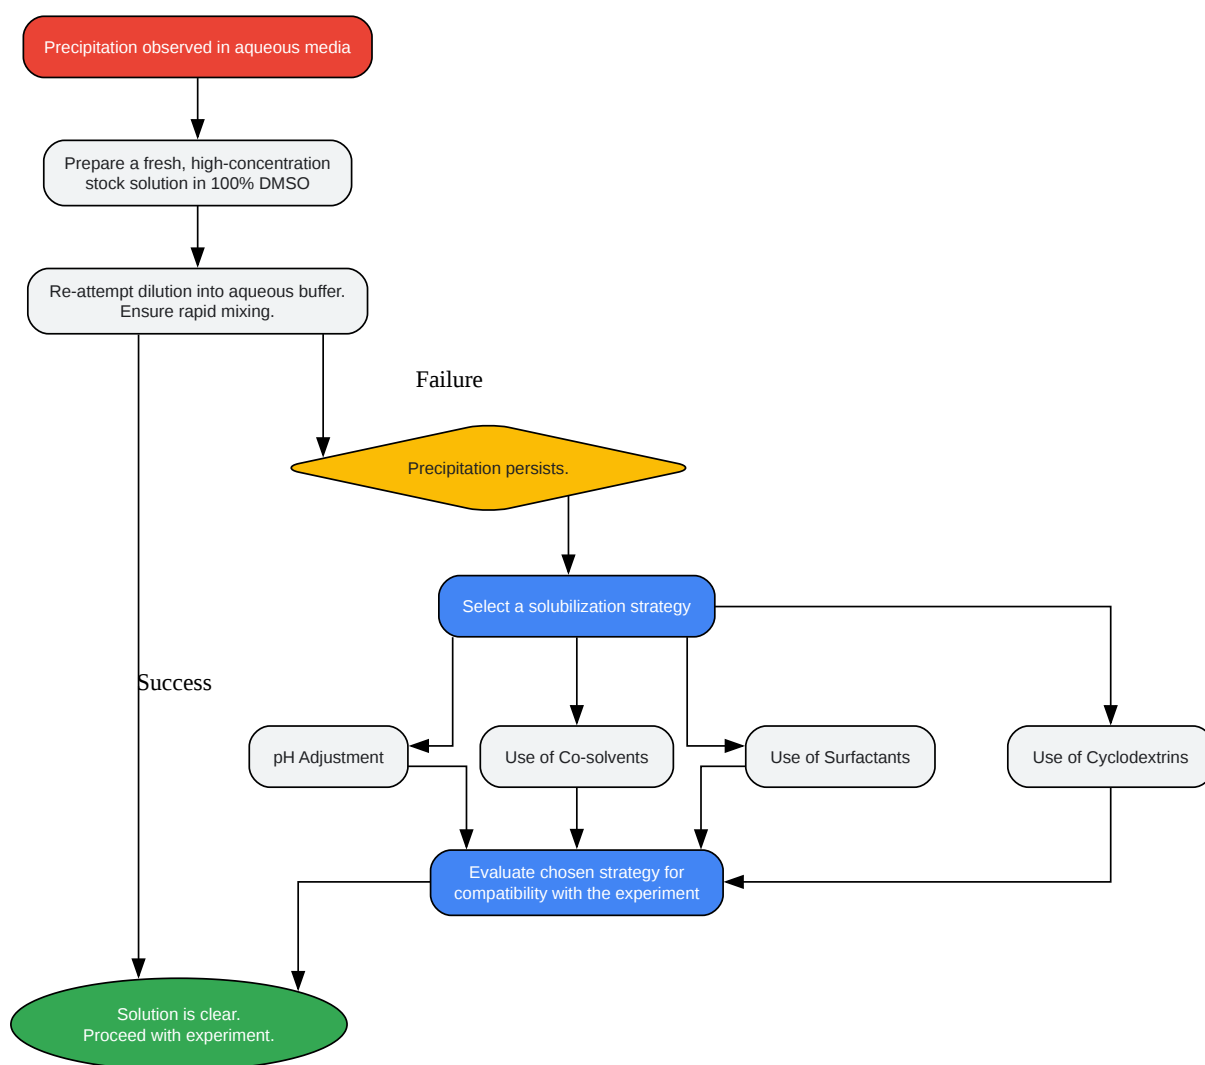 Precipitation observed in aqueous media
Prepare a fresh, high-concentration
stock solution in 100% DMSO
Re-attempt dilution into aqueous buffer.
Ensure rapid mixing.
Failure
Precipitation persists.
Select a solubilization strategy
Success
pH Adjustment
Use of Co-solvents
Use of Surfactants
Use of Cyclodextrins
Evaluate chosen strategy for
compatibility with the experiment
Solution is clear.
Proceed with experiment.